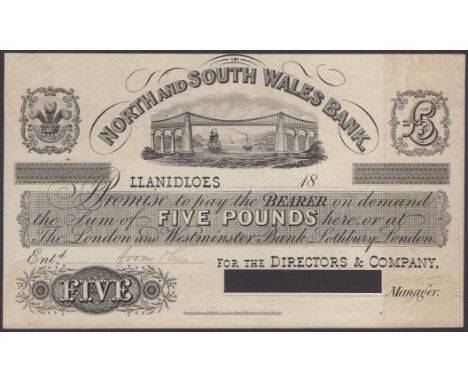 THE
NORTH AND SOUTH WALES BANK.
£5
LLANIDLOES 18
Promise to pay the BEARER on demand
the Sum of FIVE POUNDS here, or at
The London and Westminster Bank Lothbury London.
Ent.d
FOR THE DIRECTORS & COMPANY,
FIVE
Manager.